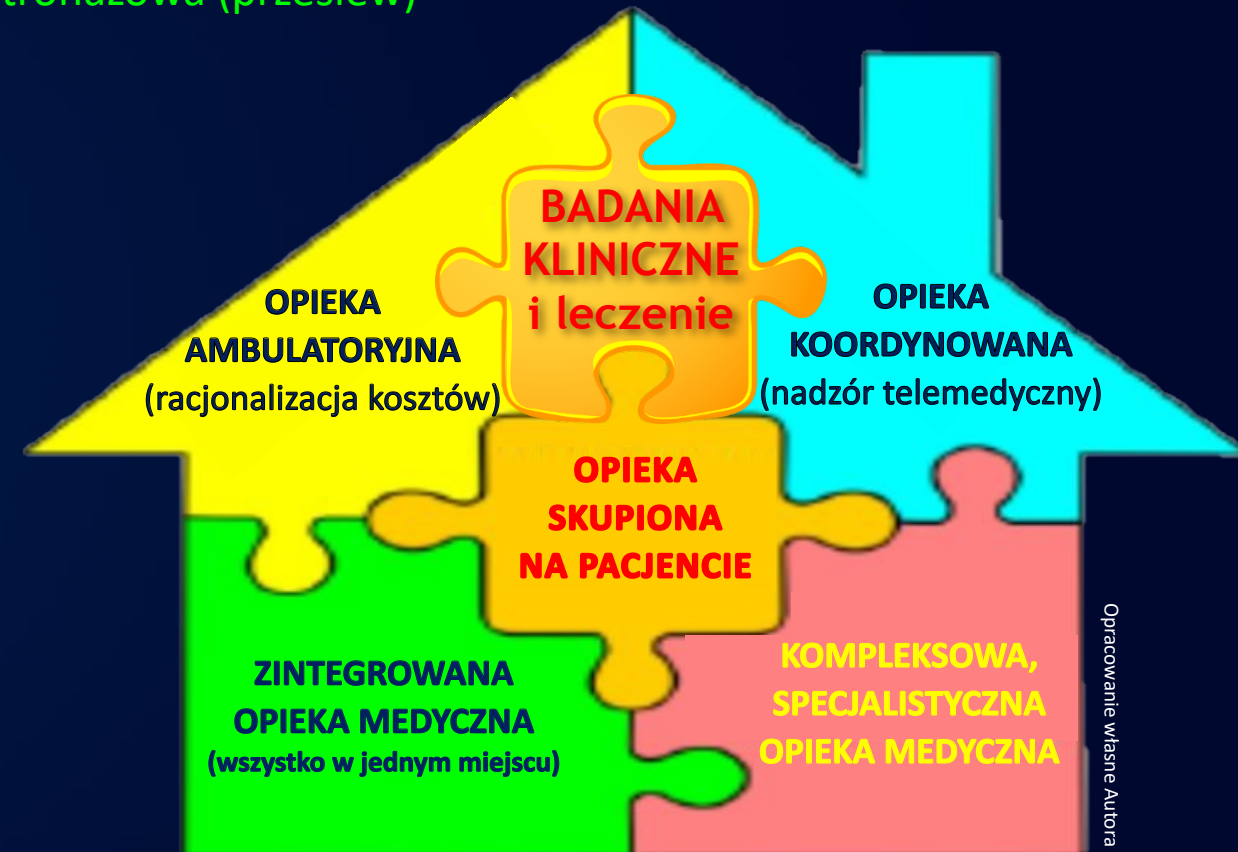 (przesiew)
BADANIA
KLINICZNE
i leczenie
OPIEKA
AMBULATORYJNA
(racjonalizacja kosztów)
OPIEKA
KOORDYNOWANA
(nadzór telemedyczny)
OPIEKA
SKUPIONA
NA PACJENCIE
ZINTEGROWANA
OPIEKA MEDYCZNA
(wszystko w jednym miejscu)
KOMPLEKSOWA,
SPECJALISTYCZNA
OPIEKA MEDYCZNA
Opracowanie własne Autora